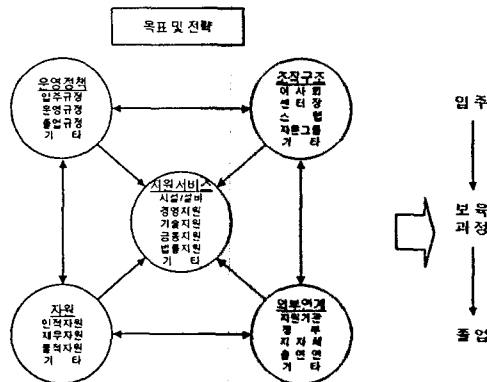 목표 및 전략
운영정책
입주규정
운영규정
졸업규정
기 타
조직구조
이 사 회
센 터 장
스 탭
자문그룹
기 타
지원서비스
시설/설비
경영지원
기술지원
금융지원
법률지원
기 타
자원
인적자원
재무자원
물적자원
기 타
외부연계
지원기관
정 부
지 자 체
출 연 연
기 타
입주
보육
과정
졸업